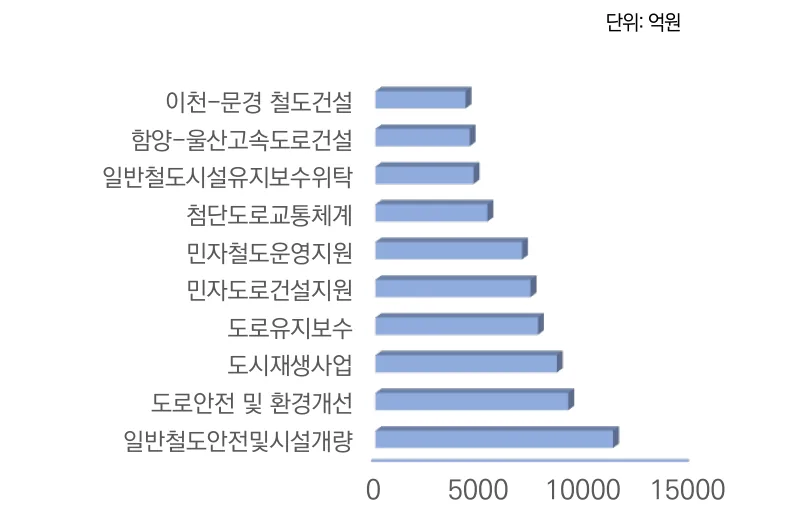 단위: 억원
이천-문경 철도건설
함양-울산고속도로건설
일반철도시설유지보수위탁
첨단도로교통체계
민자철도운영지원
민자도로건설지원
도로유지보수
도시재생사업
도로안전 및 환경개선
일반철도안전및시설개량
0 5000 10000 15000